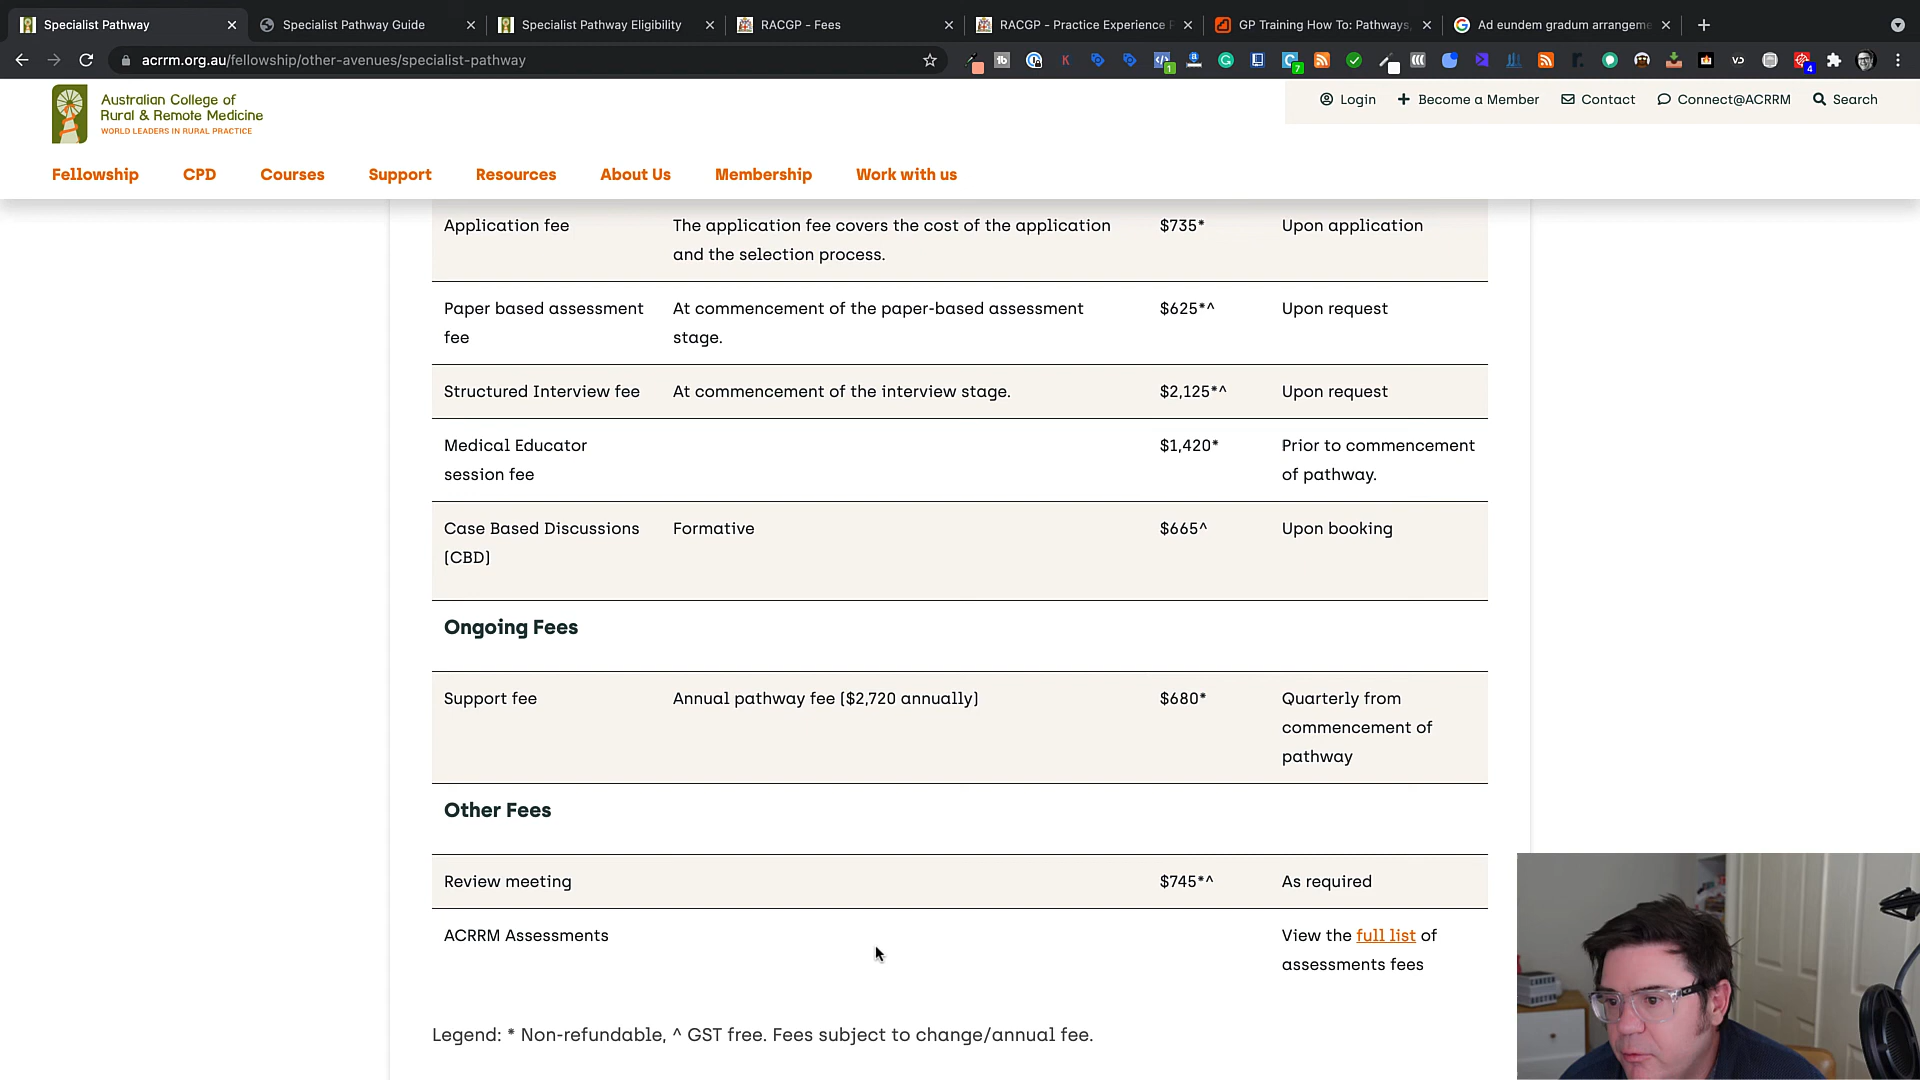 Specialist Pathway
Specialist Pathway Guide
Specialist Pathway Eligibility
RACGP - Fees
RACGP - Practice Experience
GP Training How To: Pathways,
Ad eundem gradum arrangeme
acrrm.org.au/fellowship/other-avenues/specialist-pathway
Australian College of
Rural & Remote Medicine
WORLD LEADERS IN RURAL PRACTICE
Login
Become a Member
Contact
Connect@ACRRM
Search
Fellowship CPD Courses Support Resources About Us Membership Work with us
Application fee The application fee covers the cost of the application $735* Upon application
and the selection process.
Paper based assessment At commencement of the paper-based assessment $625*^ Upon request
fee stage.
Structured Interview fee At commencement of the interview stage. $2,125*^ Upon request
Medical Educator $1,420* Prior to commencement
session fee of pathway.
Case Based Discussions Formative $665^ Upon booking
(CBD)
Ongoing Fees
Support fee Annual pathway fee ($2,720 annually) $680* Quarterly from
commencement of
pathway
Other Fees
Review meeting $745*^ As required
ACRRM Assessments View the full list of
assessments fees
Legend: * Non-refundable, ^ GST free. Fees subject to change/annual fee.